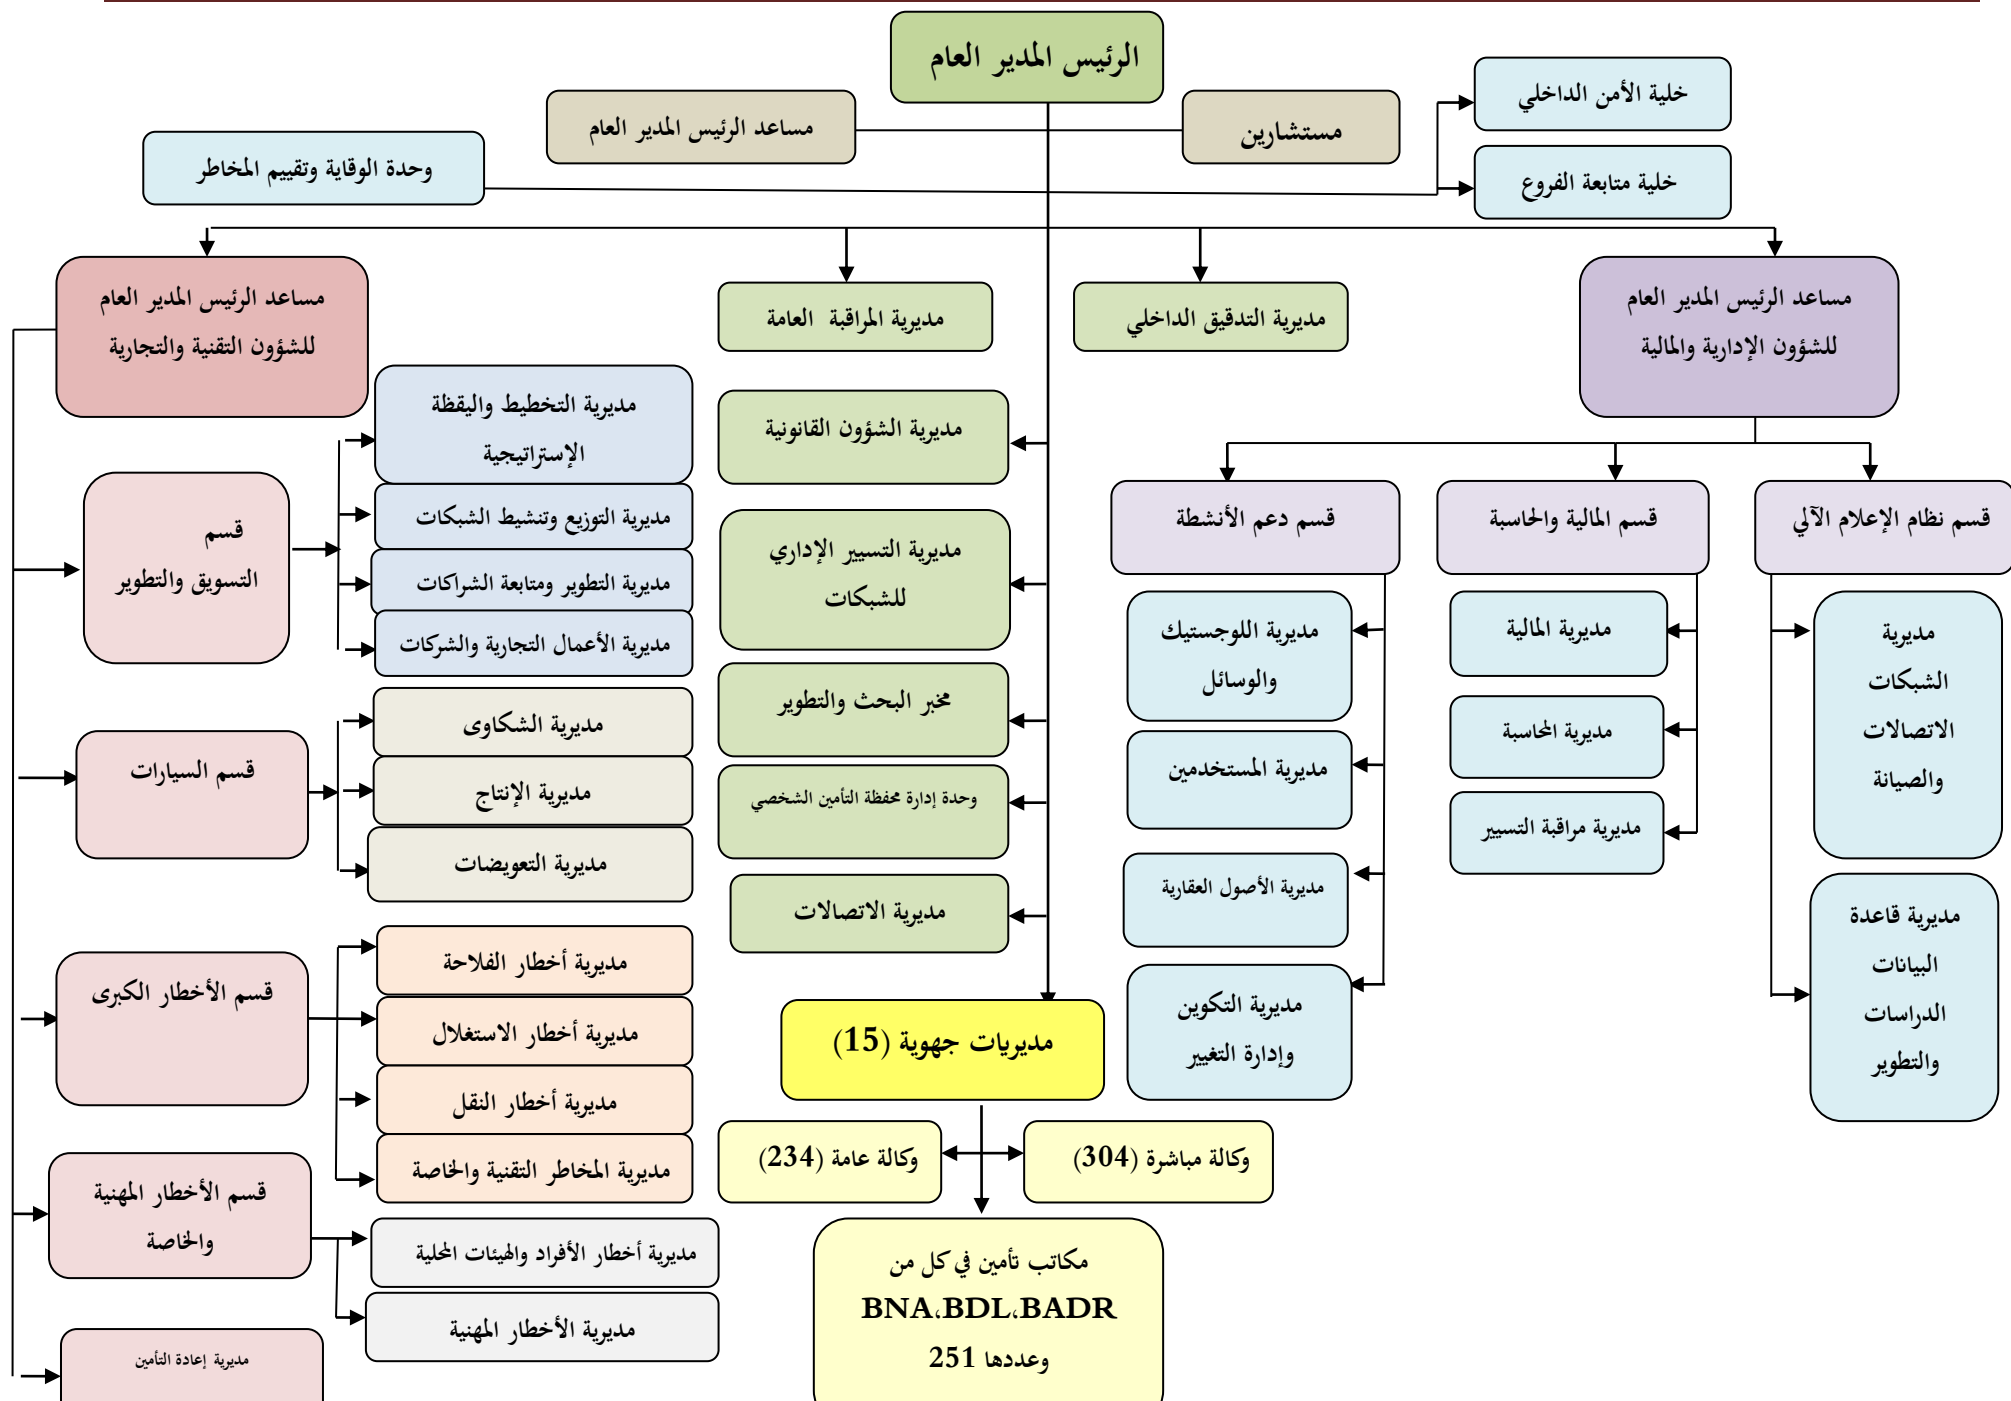 الرئيس المدير العام
خلية الأمن الداخلي
مستشارين
مساعد الرئيس المدير العام
خلية متابعة الفروع
وحدة الوقاية وتقييم المخاطر
مساعد الرئيس المدير العام
للشؤون الإدارية والمالية
مديرية التدقيق الداخلي
مديرية المراقبة العامة
مساعد الرئيس المدير العام
للشؤون التقنية والتجارية
قسم نظام الإعلام الآلي
قسم المالية والحاسبة
قسم دعم الأنشطة
مديرية
الشبكات
الاتصالات
والصيانة
مديرية قاعدة
البيانات
الدراسات
والتطوير
مديرية المالية
مديرية المحاسبة
مديرية مراقبة التسيير
مديرية اللوجستيك
والوسائل
مديرية المستخدمين
مديرية الأصول العقارية
مديرية التكوين
وإدارة التغيير
مديرية الشؤون القانونية
مديرية التسيير الإداري
للشبكات
مخبر البحث والتطوير
وحدة إدارة محفظة التأمين الشخصي
مديرية الاتصالات
مديريات جهوية (15)
وكالة مباشرة (304)
وكالة عامة (234)
مكاتب تأمين في كل من
BNA،BDL،BADR
وعددها 251
قسم
التسويق والتطوير
مديرية التخطيط واليقظة
الإستراتيجية
مديرية التوزيع وتنشيط الشبكات
مديرية التطوير ومتابعة الشراكات
مديرية الأعمال التجارية والشركات
قسم السيارات
مديرية الشكاوى
مديرية الإنتاج
مديرية التعويضات
قسم الأخطار الكبرى
مديرية أخطار الفلاحة
مديرية أخطار الاستغلال
مديرية أخطار النقل
مديرية المخاطر التقنية والخاصة
قسم الأخطار المهنية
والخاصة
مديرية أخطار الأفراد والهيئات المحلية
مديرية الأخطار المهنية
مديرية إعادة التأمين